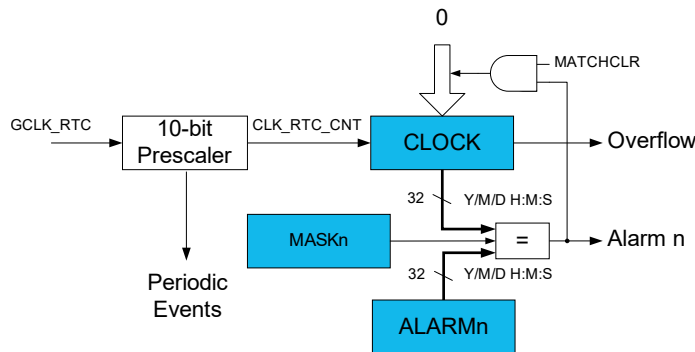 0
MATCHCLR
GCLK_RTC
10-bit
Prescaler
CLK_RTC_CNT
CLOCK
Overflow
32
Y/M/D H:M:S
MASKn
=
Alarm n
32
Y/M/D H:M:S
Periodic
Events
ALARMn